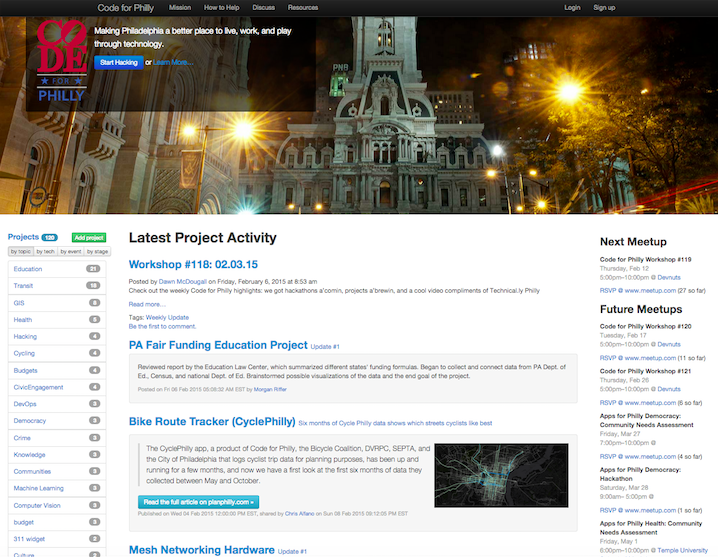 Code for Philly Mission How to Help Discuss Resources Login Sign up
CODE
FOR
PHILLY
Making Philadelphia a better place to live, work, and play
through technology.
Start Hacking or Learn More…
PNB
Projects 120 Add project
by topic by tech by event by stage
Education 21
Transit
GIS
Health
Hacking 4
Cycling
Budgets 4
CivicEngagement
DevOps
Democracy
Crime
Knowledge
Communities
Machine Learning
Computer Vision
budget
311 widget
Culture
Latest Project Activity
Workshop #118: 02.03.15
Posted by Dawn McDougall on Friday, February 6, 2015 at 8:53 am
Check out the weekly Code for Philly highlights: we got hackathons a'comin, projects a'brewin, and a cool video compliments of Technical.ly Philly
Read more…
Tags: Weekly Update
Be the first to comment.
PA Fair Funding Education Project Update #1
Reviewed report by the Education Law Center, which summarized different states' funding formulas. Began to collect and connect data from PA Dept. of
Ed., Census, and national Dept. of Ed. Brainstormed possible visualizations of the data and the end goal of the project.
Posted on Fri 06 Feb 2015 05:08:32 AM EST by Morgan Riffer
Bike Route Tracker (CyclePhilly) Six months of Cycle Philly data shows which streets cyclists like best
The CyclePhilly app, a product of Code for Philly, the Bicycle Coalition, DVRPC, SEPTA, and
the City of Philadelphia that logs cyclist trip data for planning purposes, has been up and
running for a few months, and now we have a first look at the first six months of data they
collected between May and October.
Read the full article on planphilly.com »
Published on Wed 04 Feb 2015 12:00:00 PM EST, shared by Chris Alfano on Sun 08 Feb 2015 08:12:05 PM EST
Mesh Networking Hardware Update #1
Next Meetup
Code for Philly Workshop #119
Thursday, Feb 12
5:00pm–10:00pm @ Devnuts
RSVP @ www.meetup.com (27 so far)
Future Meetups
Code for Philly Workshop #120
Tuesday, Feb 17
5:00pm–10:00pm @ Devnuts
RSVP @ www.meetup.com (11 so far)
Code for Philly Workshop #121
Thursday, Feb 26
5:00pm–10:00pm @ Devnuts
RSVP @ www.meetup.com (6 so far)
Apps for Philly Democracy:
Community Needs Assessment
Friday, Mar 27
7:00pm–10:00pm @
RSVP @ www.meetup.com (4 so far)
Apps for Philly Democracy:
Hackathon
Saturday, Mar 28
9:00am– 5:00pm @
RSVP @ www.meetup.com (5 so far)
Apps for Philly Health: Community
Needs Assessment
Friday, May 1
6:00pm–10:00pm @ Temple University